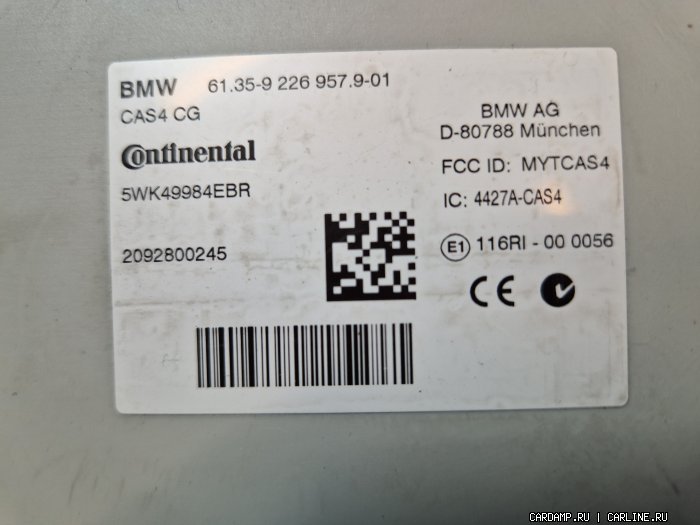 BMW 61.35-9 226 957.9-01
CAS4 CG
Continental
5WK49984EBR
2092800245
BMW AG
D-80788 München
FCC ID: MYTCAS4
IC: 4427A-CAS4
E1 116RI - 00 0056
CE
CARDAMP.RU | CARLINE.RU